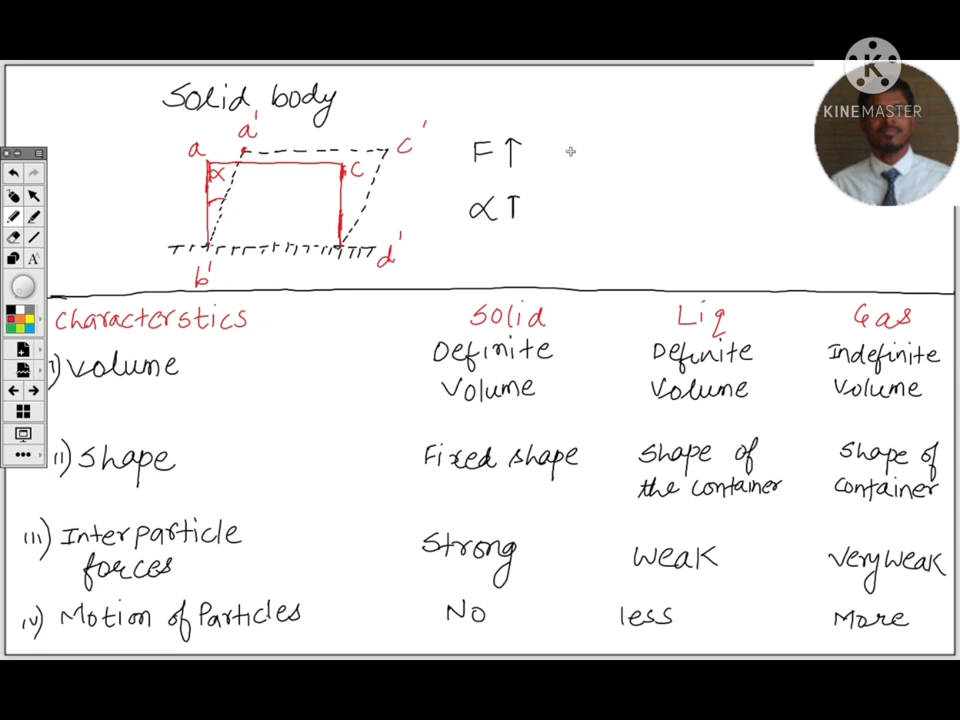 Solid body
a'
c'
a
α
c
b'
d'
F↑
α↑
K
KINEMASTER
A
Characterstics Solid Liq Gas
i) Volume Definite Volume Definite Volume Indefinite Volume
ii) Shape Fixed shape Shape of the container Shape of container
iii) Interparticle forces Strong Weak Very weak
iv) Motion of Particles No less More